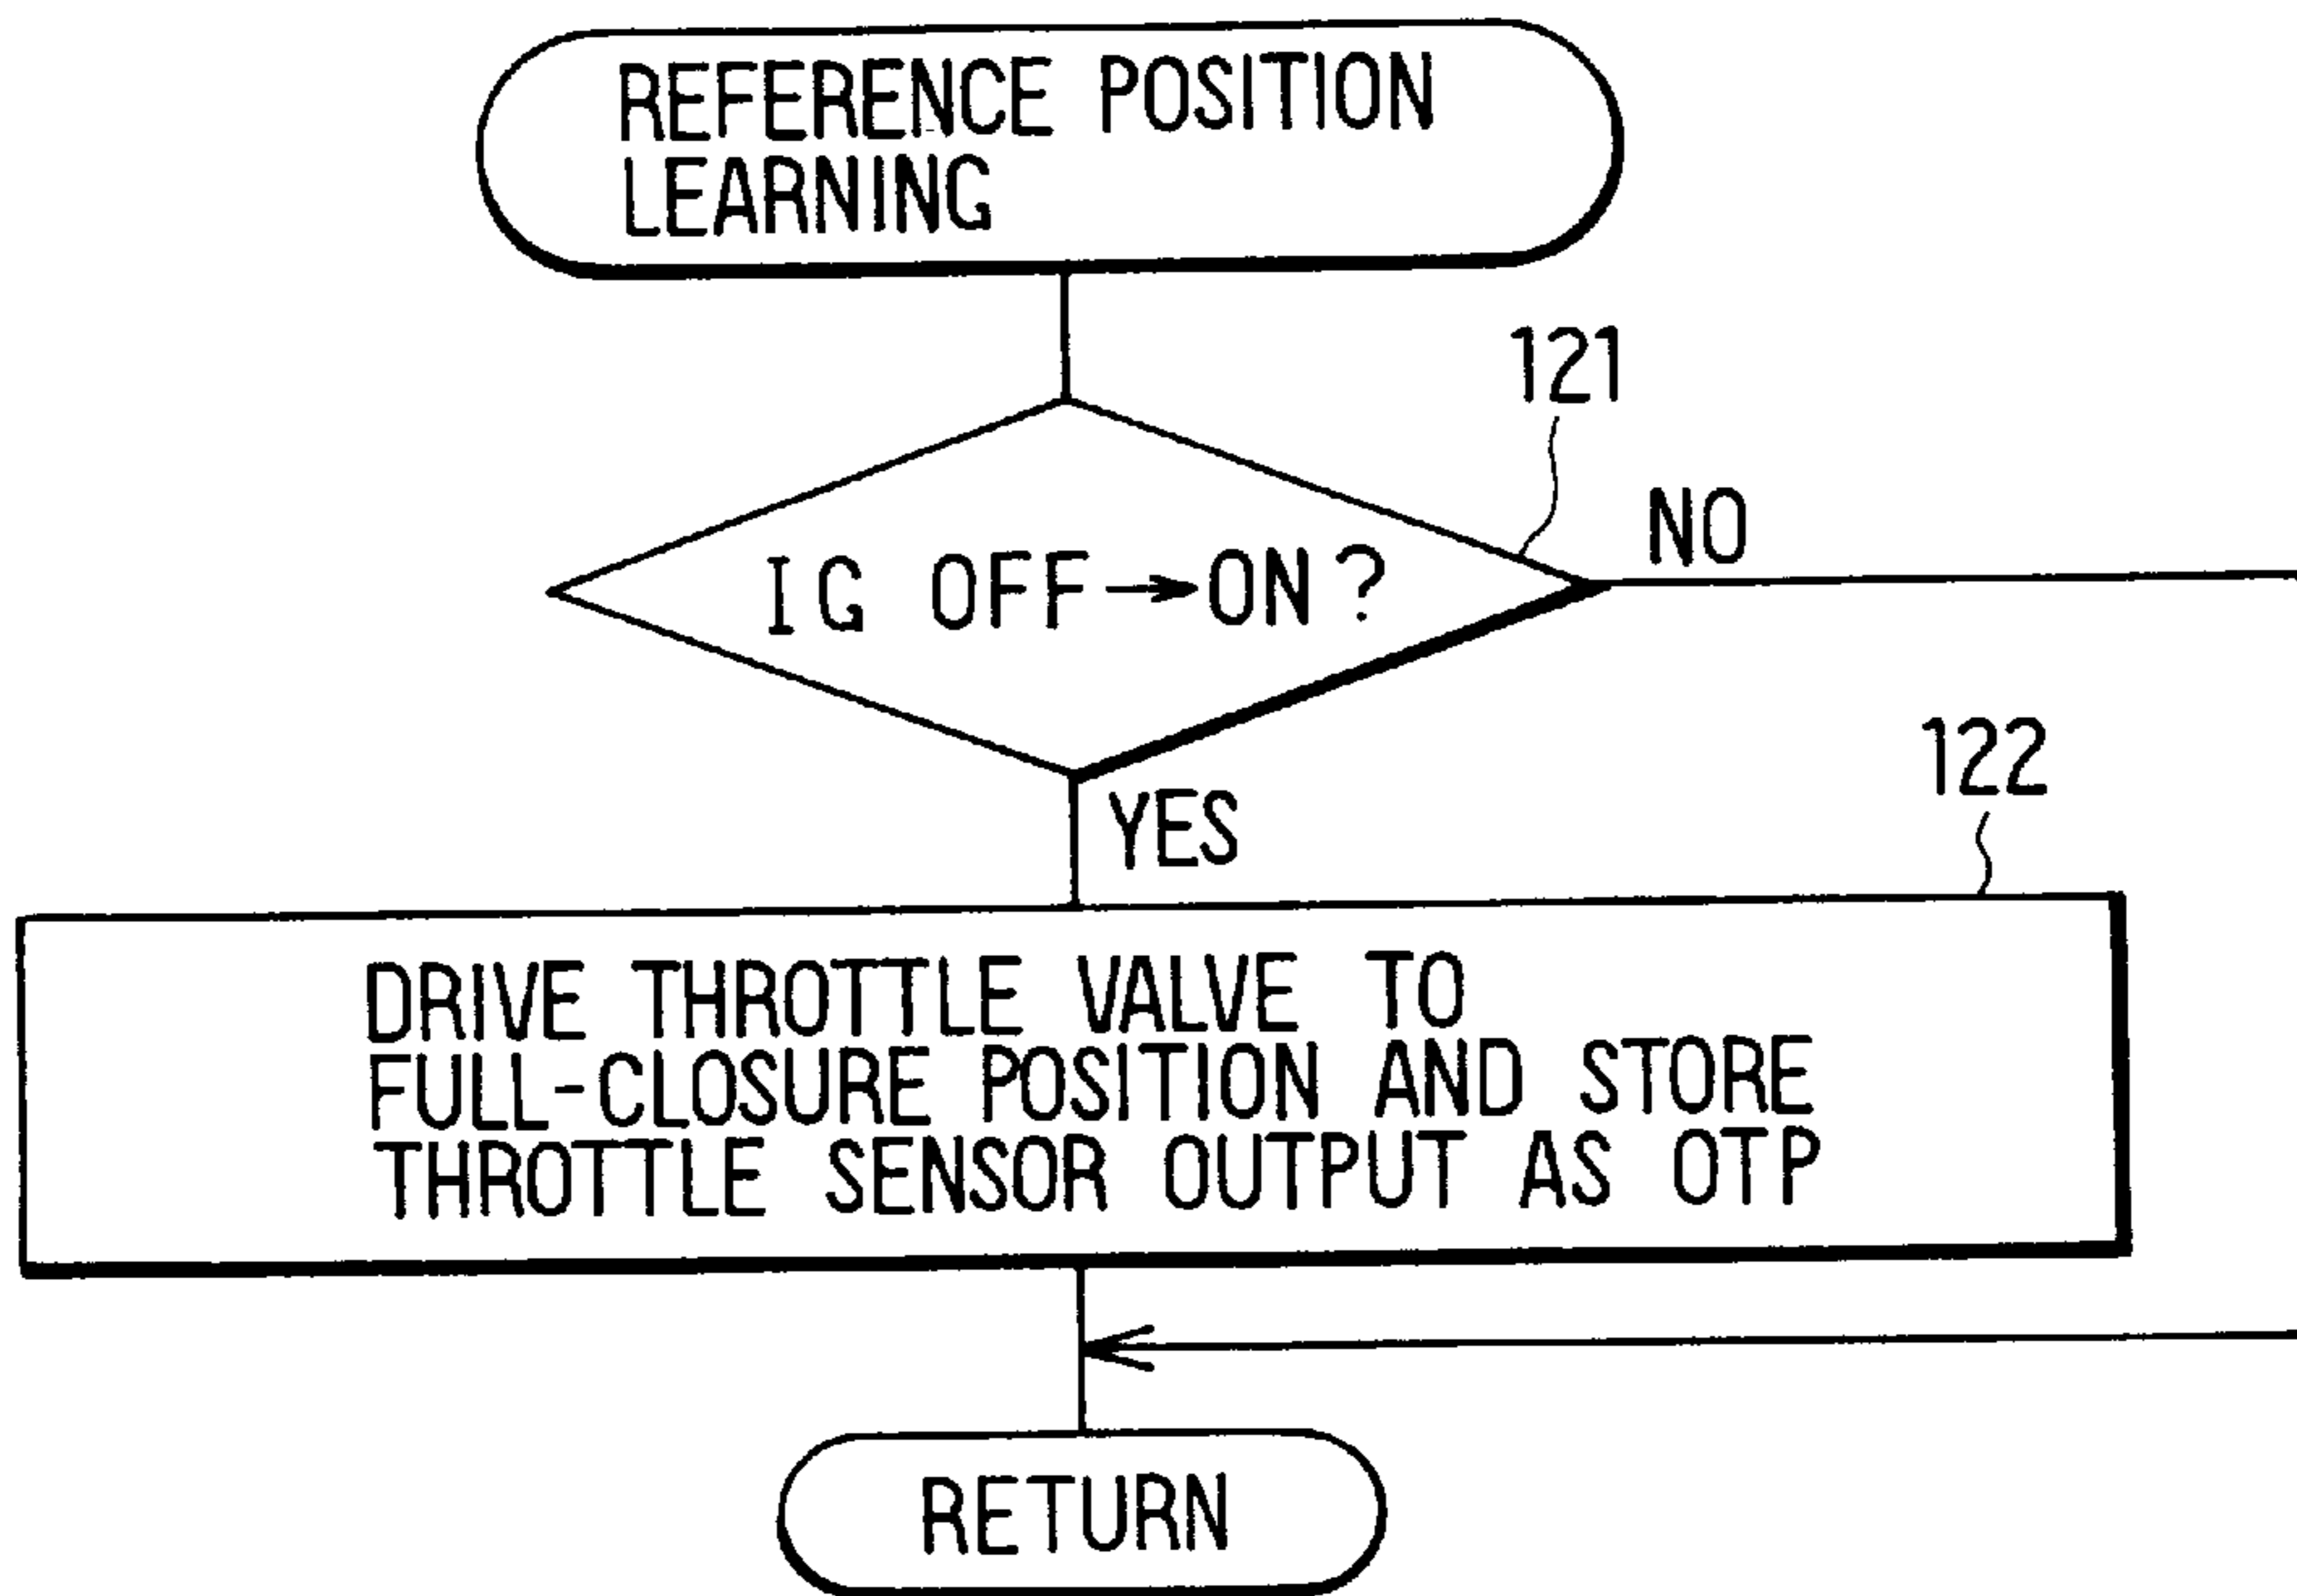 REFERENCE POSITION
LEARNING
121
IG OFF→ON?
NO
122
YES
DRIVE THROTTLE VALVE TO
FULL-CLOSURE POSITION AND STORE
THROTTLE SENSOR OUTPUT AS OTP
RETURN